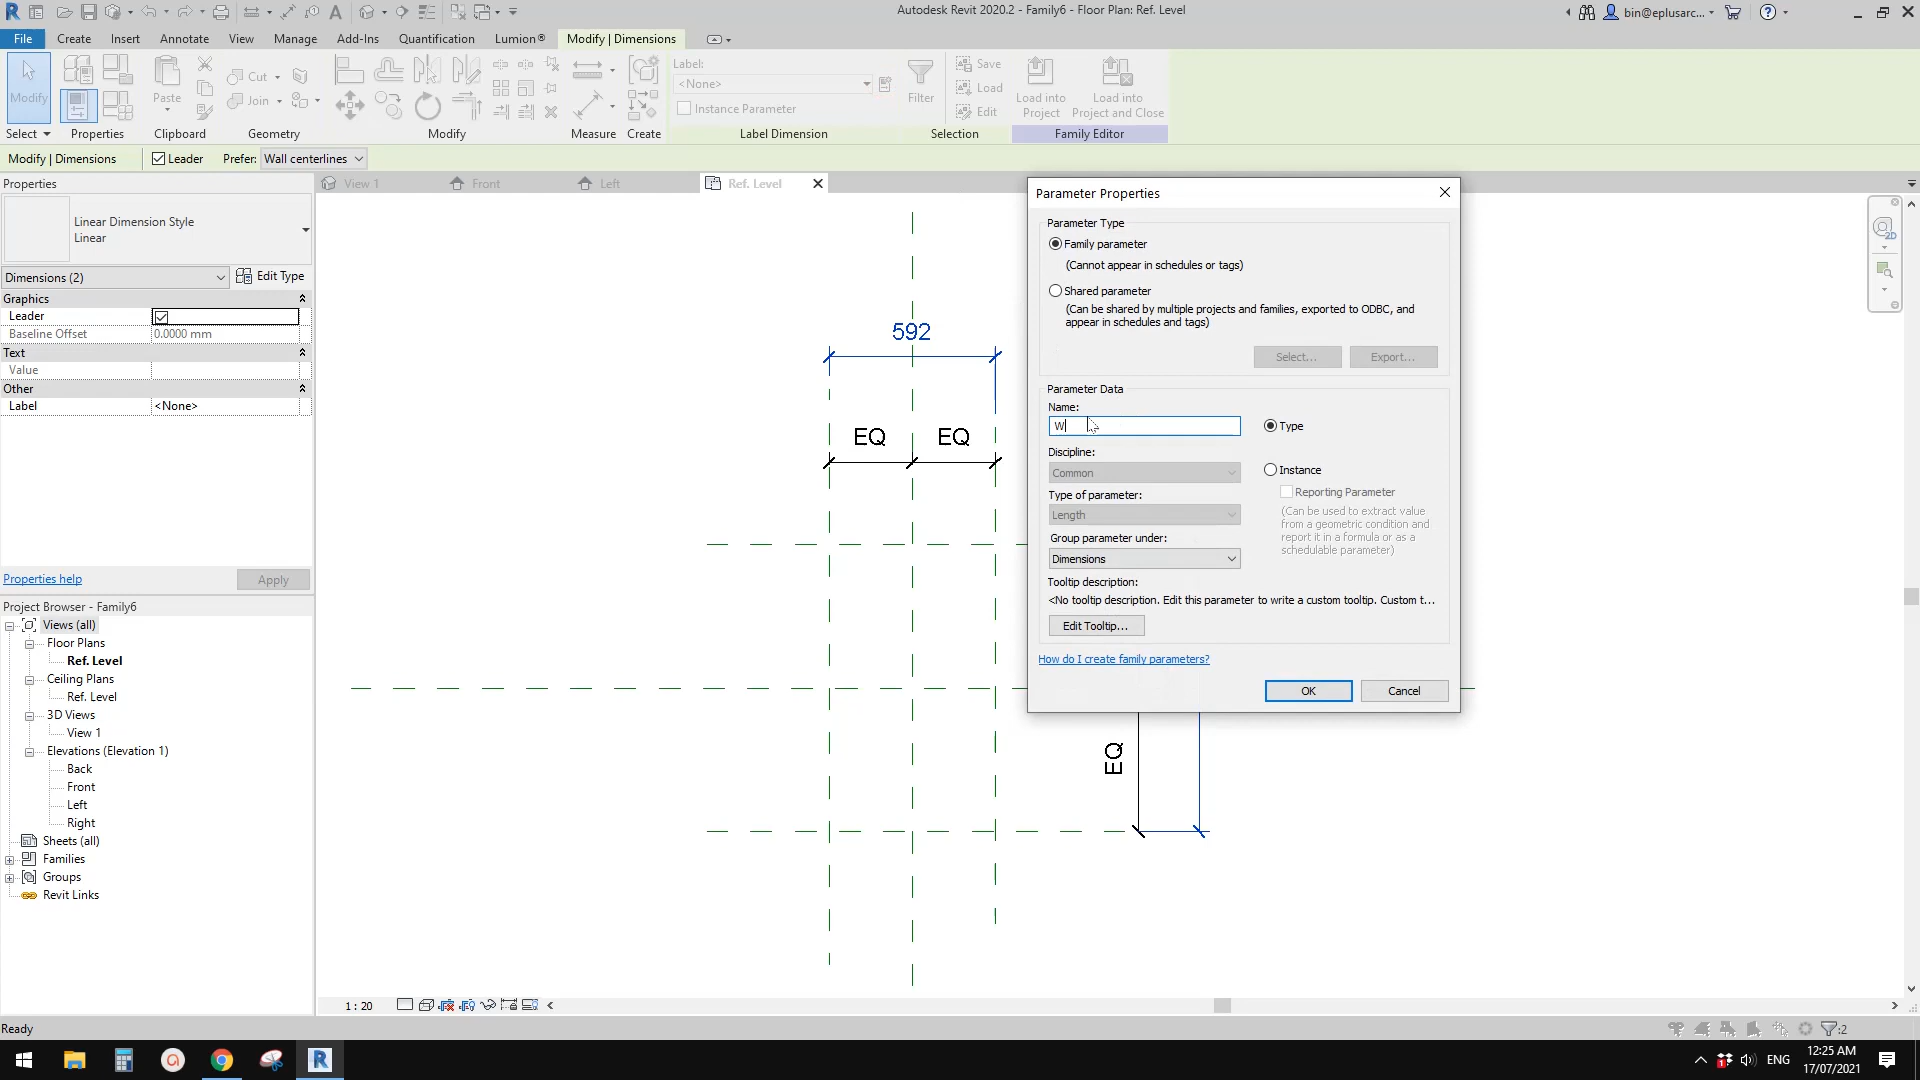 Autodesk Revit 2020.2 - Family6 - Floor Plan: Ref. Level
bin@eplusarc...
File Create Insert Annotate View Manage Add-Ins Quantification Lumion® Modify | Dimensions
Modify
Paste
Cut
Join
Label:
<None>
Instance Parameter
Filter
Save
Load
Edit
Load into
Project
Load into
Project and Close
Select Properties Clipboard Geometry Modify Measure Create Label Dimension Selection Family Editor
Modify | Dimensions Leader Prefer: Wall centerlines
Properties
View 1 Front Left Ref. Level
Linear Dimension Style
Linear
Dimensions (2) Edit Type
Graphics
Leader
Baseline Offset 0.0000 mm
Text
Value
Other
Label <None>
Properties help Apply
Project Browser - Family6
Views (all)
Floor Plans
Ref. Level
Ceiling Plans
Ref. Level
3D Views
View 1
Elevations (Elevation 1)
Back
Front
Left
Right
Sheets (all)
Families
Groups
Revit Links
592
EQ EQ
EQ
2D
Parameter Properties
Parameter Type
Family parameter
(Cannot appear in schedules or tags)
Shared parameter
(Can be shared by multiple projects and families, exported to ODBC, and
appear in schedules and tags)
Select... Export...
Parameter Data
Name:
W
Type
Discipline:
Common
Instance
Reporting Parameter
Type of parameter:
Length
(Can be used to extract value
from a geometric condition and
report it in a formula or as a
schedulable parameter)
Group parameter under:
Dimensions
Tooltip description:
<No tooltip description. Edit this parameter to write a custom tooltip. Custom t...
Edit Tooltip...
How do I create family parameters?
OK Cancel
1 : 20
Ready
:2
ENG
12:25 AM
17/07/2021